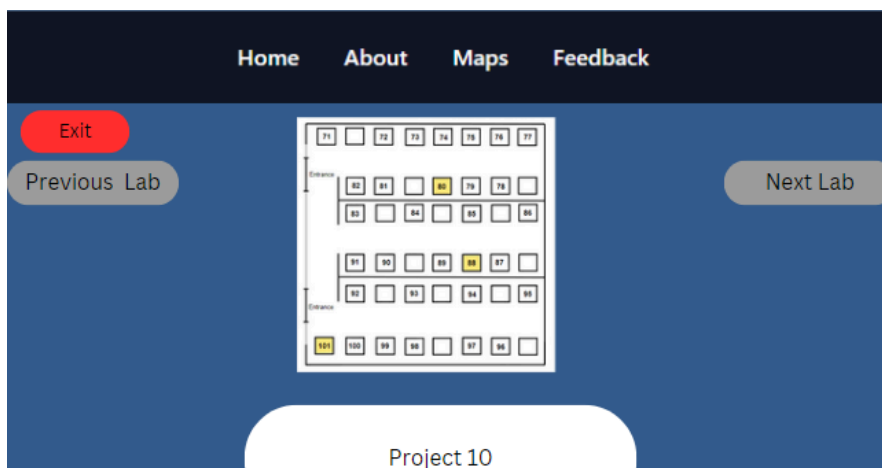 Home About Maps Feedback
Exit
Previous Lab
Next Lab
71 72 73 74 75 76 77
Entrance
82 81 80 79 78
83 84 85 86
91 90 89 88 87
92 93 94 95
Entrance
101 100 99 98 97 96
Project 10